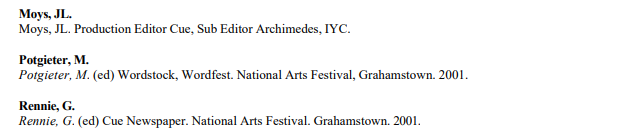 Moys, JL.
Moys, JL. Production Editor Cue, Sub Editor Archimedes, IYC.
Potgieter, M.
Potgieter, M. (ed) Wordstock, Wordfest. National Arts Festival, Grahamstown. 2001.
Rennie, G.
Rennie, G. (ed) Cue Newspaper. National Arts Festival. Grahamstown. 2001.